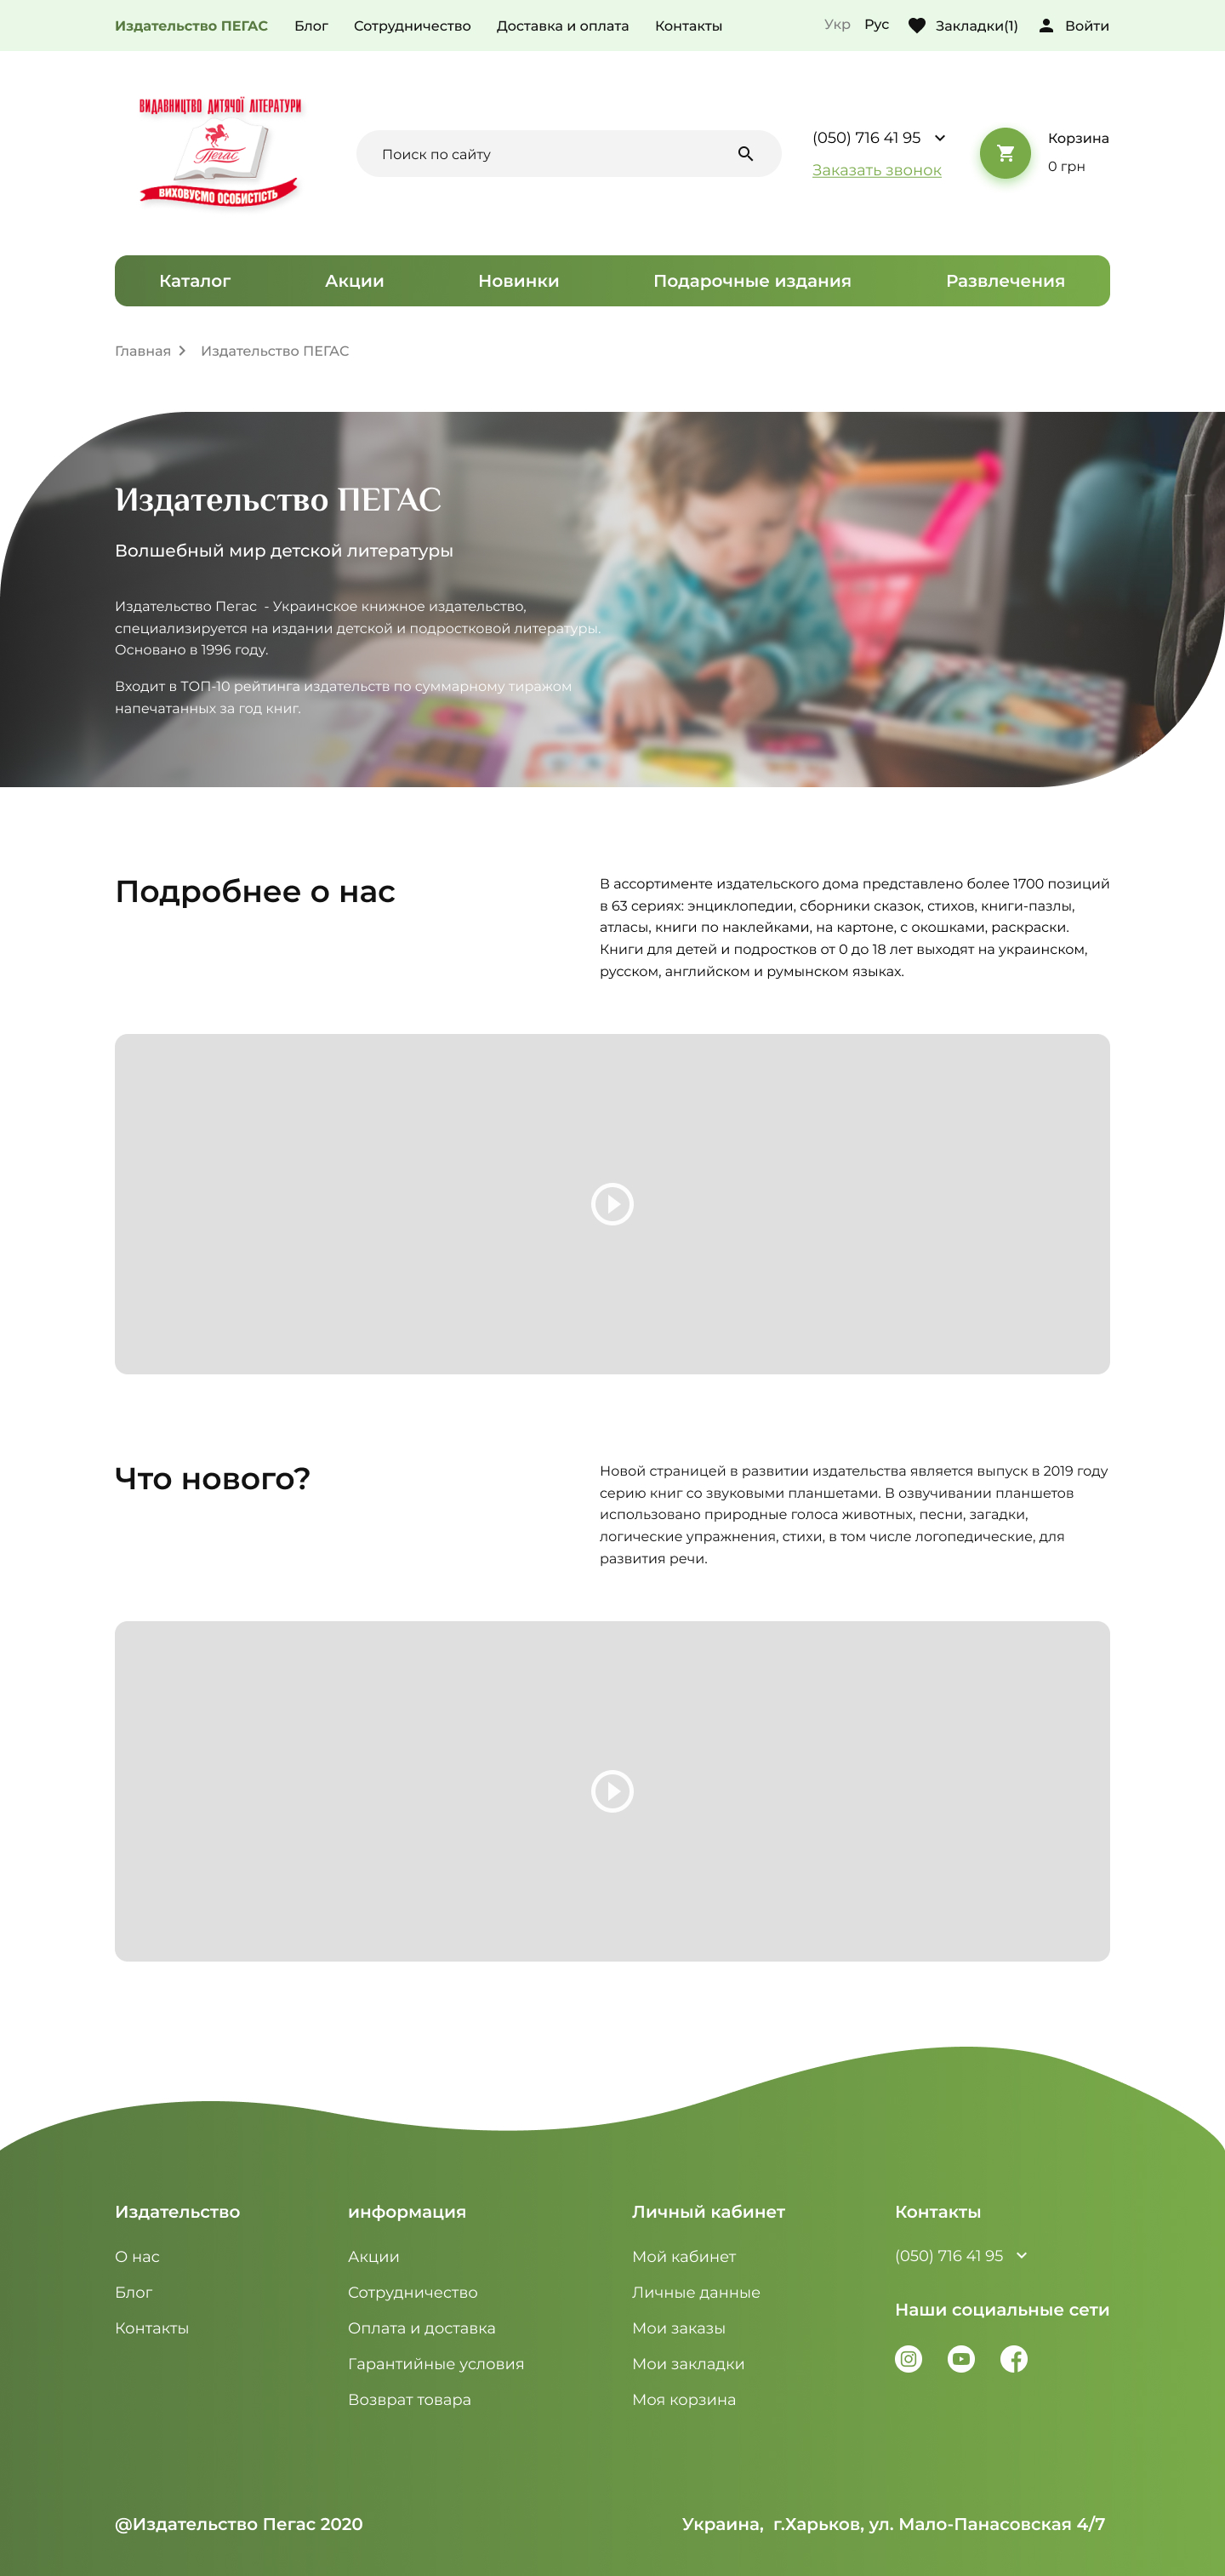 Издательство ПЕГАС
Блог
Сотрудничество
Доставка и оплата
Контакты
Укр
Рус
Закладки(1)
Войти
ВИДАВНИЦТВО ДИТЯЧОЇ ЛІТЕРАТУРИ
Пегас
ВИХОВУЄМО ОСОБИСТІСТЬ
Поиск по сайту
(050) 716 41 95
Заказать звонок
Корзина
0 грн
Каталог
Акции
Новинки
Подарочные издания
Развлечения
Главная
Издательство ПЕГАС
Издательство ПЕГАС
Волшебный мир детской литературы
Издательство Пегас - Украинское книжное издательство,
специализируется на издании детской и подростковой литературы.
Основано в 1996 году.
Входит в ТОП-10 рейтинга издательств по суммарному тиражом
напечатанных за год книг.
Подробнее о нас
В ассортименте издательского дома представлено более 1700 позиций
в 63 сериях: энциклопедии, сборники сказок, стихов, книги-пазлы,
атласы, книги по наклейками, на картоне, с окошками, раскраски.
Книги для детей и подростков от 0 до 18 лет выходят на украинском,
русском, английском и румынском языках.
Что нового?
Новой страницей в развитии издательства является выпуск в 2019 году
серию книг со звуковыми планшетами. В озвучивании планшетов
использовано природные голоса животных, песни, загадки,
логические упражнения, стихи, в том числе логопедические, для
развития речи.
Издательство
О нас
Блог
Контакты
информация
Акции
Сотрудничество
Оплата и доставка
Гарантийные условия
Возврат товара
Личный кабинет
Мой кабинет
Личные данные
Мои заказы
Мои закладки
Моя корзина
Контакты
(050) 716 41 95
Наши социальные сети
@Издательство Пегас 2020
Украина, г.Харьков, ул. Мало-Панасовская 4/7